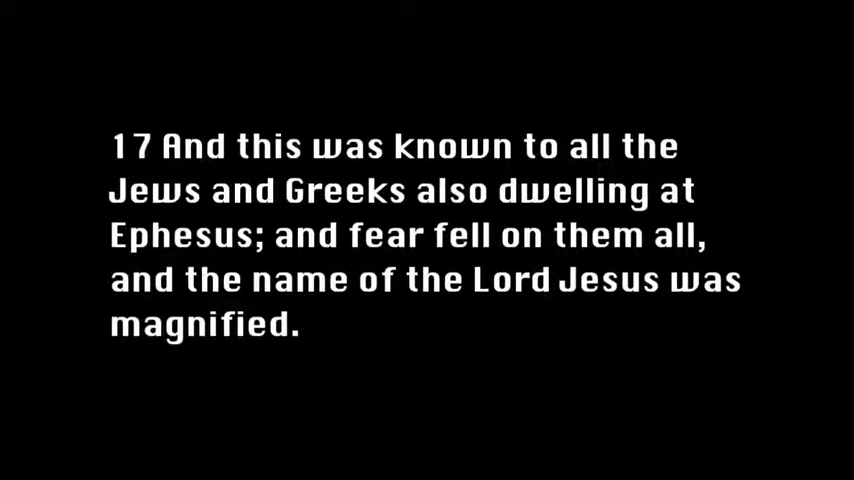 17 And this was known to all the
Jews and Greeks also dwelling at
Ephesus; and fear fell on them all,
and the name of the Lord Jesus was
magnified.